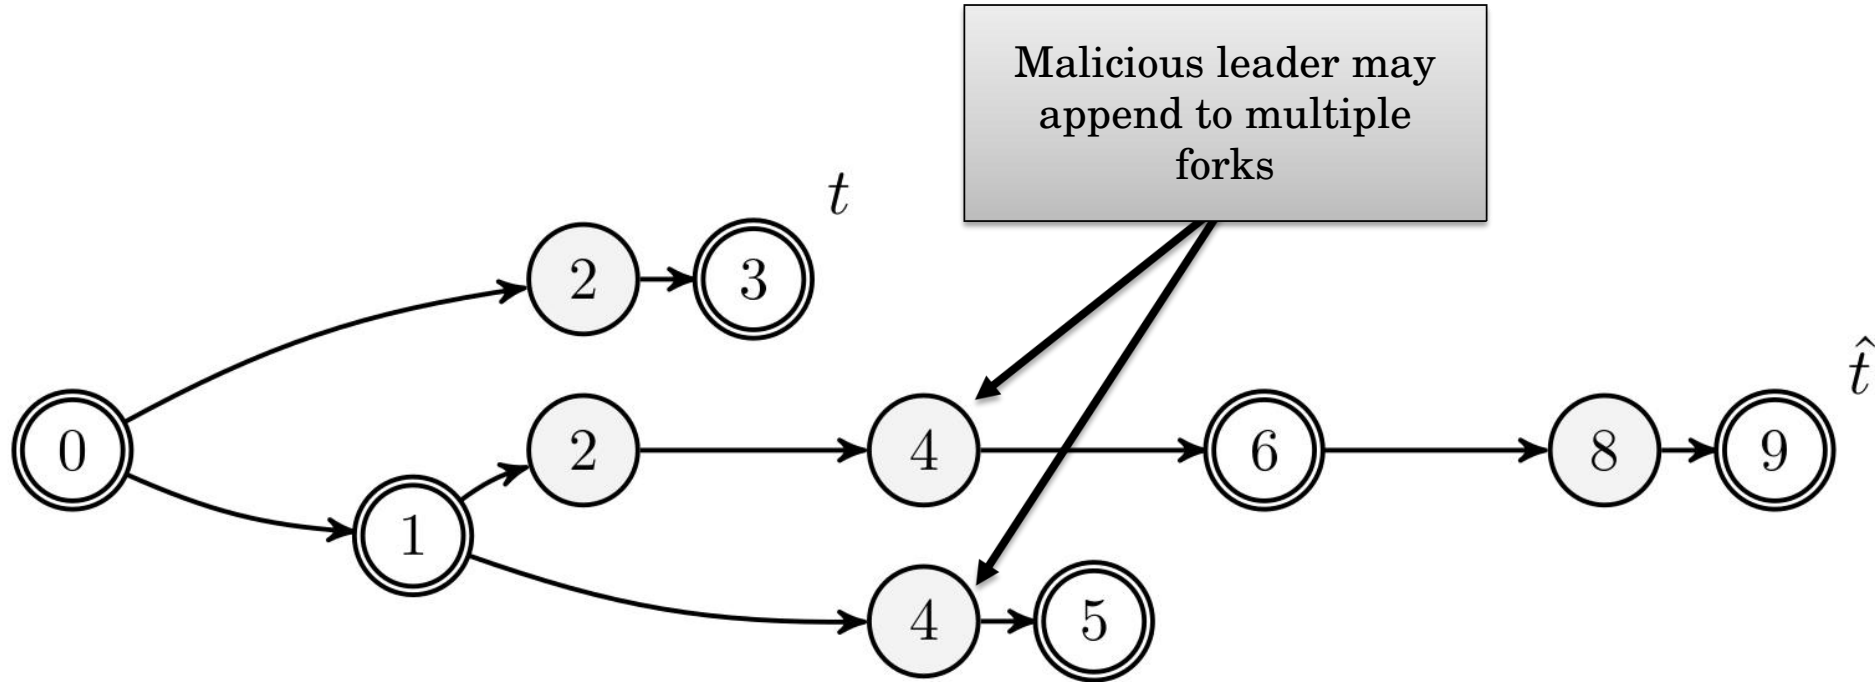 Malicious leader may
append to multiple
forks
t
2 3
t̂
0 2 4 6 8 9
1
4 5